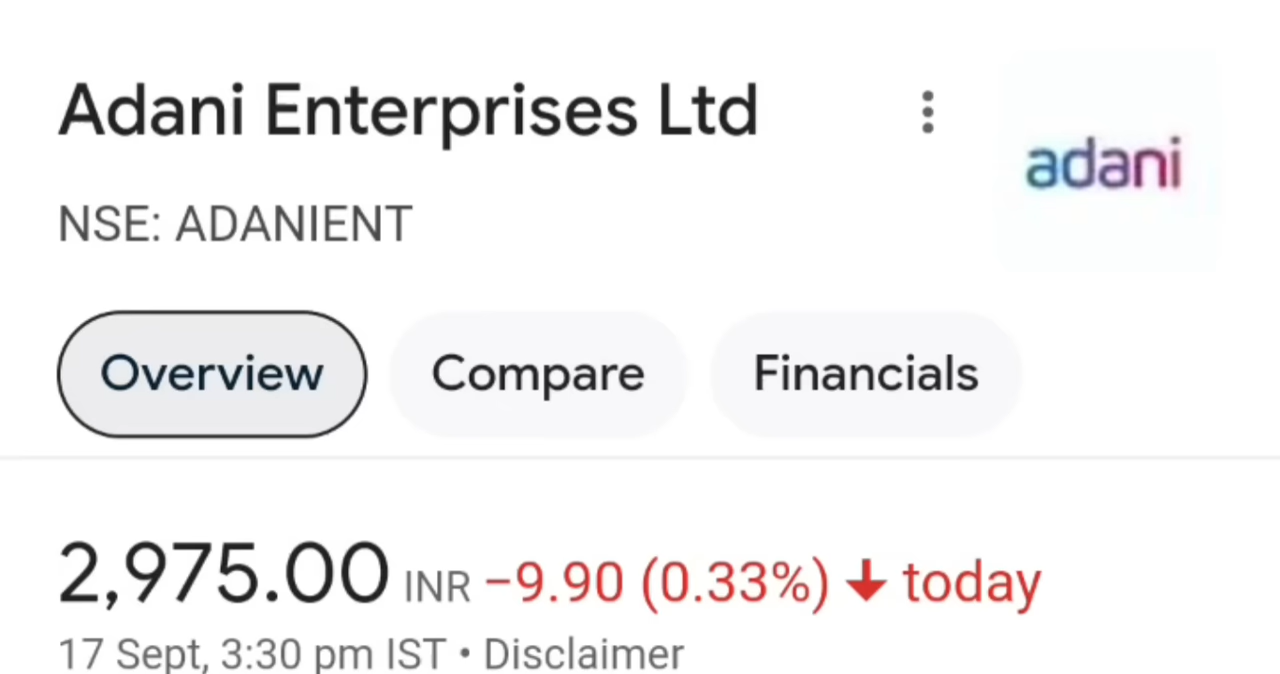 Adani Enterprises Ltd
adani
NSE: ADANIENT
Overview Compare Financials
2,975.00 INR −9.90 (0.33%) ↓ today
17 Sept, 3:30 pm IST • Disclaimer